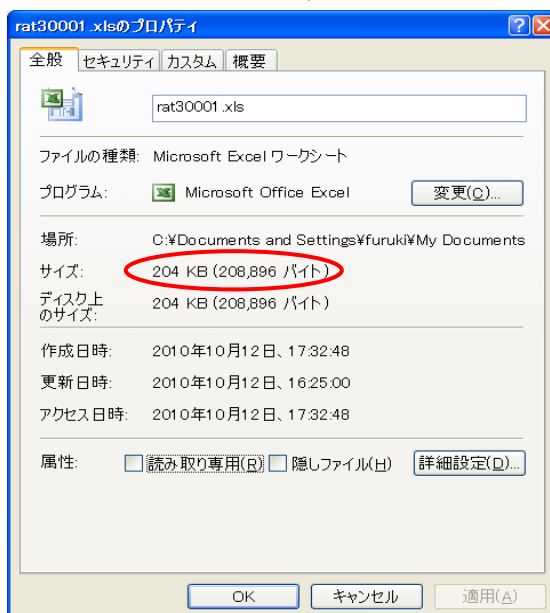 rat30001 .xlsのプロパティ
全般 セキュリティ カスタム 概要
rat30001 .xls
ファイルの種類: Microsoft Excel ワークシート
プログラム: Microsoft Office Excel 変更(C)...
場所: C:¥Documents and Settings¥furuki¥My Documents
サイズ: 204 KB (208,896 バイト)
ディスク上
のサイズ: 204 KB (208,896 バイト)
作成日時: 2010年10月12日、17:32:48
更新日時: 2010年10月12日、16:25:00
アクセス日時: 2010年10月12日、17:32:48
属性: 読み取り専用(R) 隠しファイル(H) 詳細設定(D)...
OK キャンセル 適用(A)